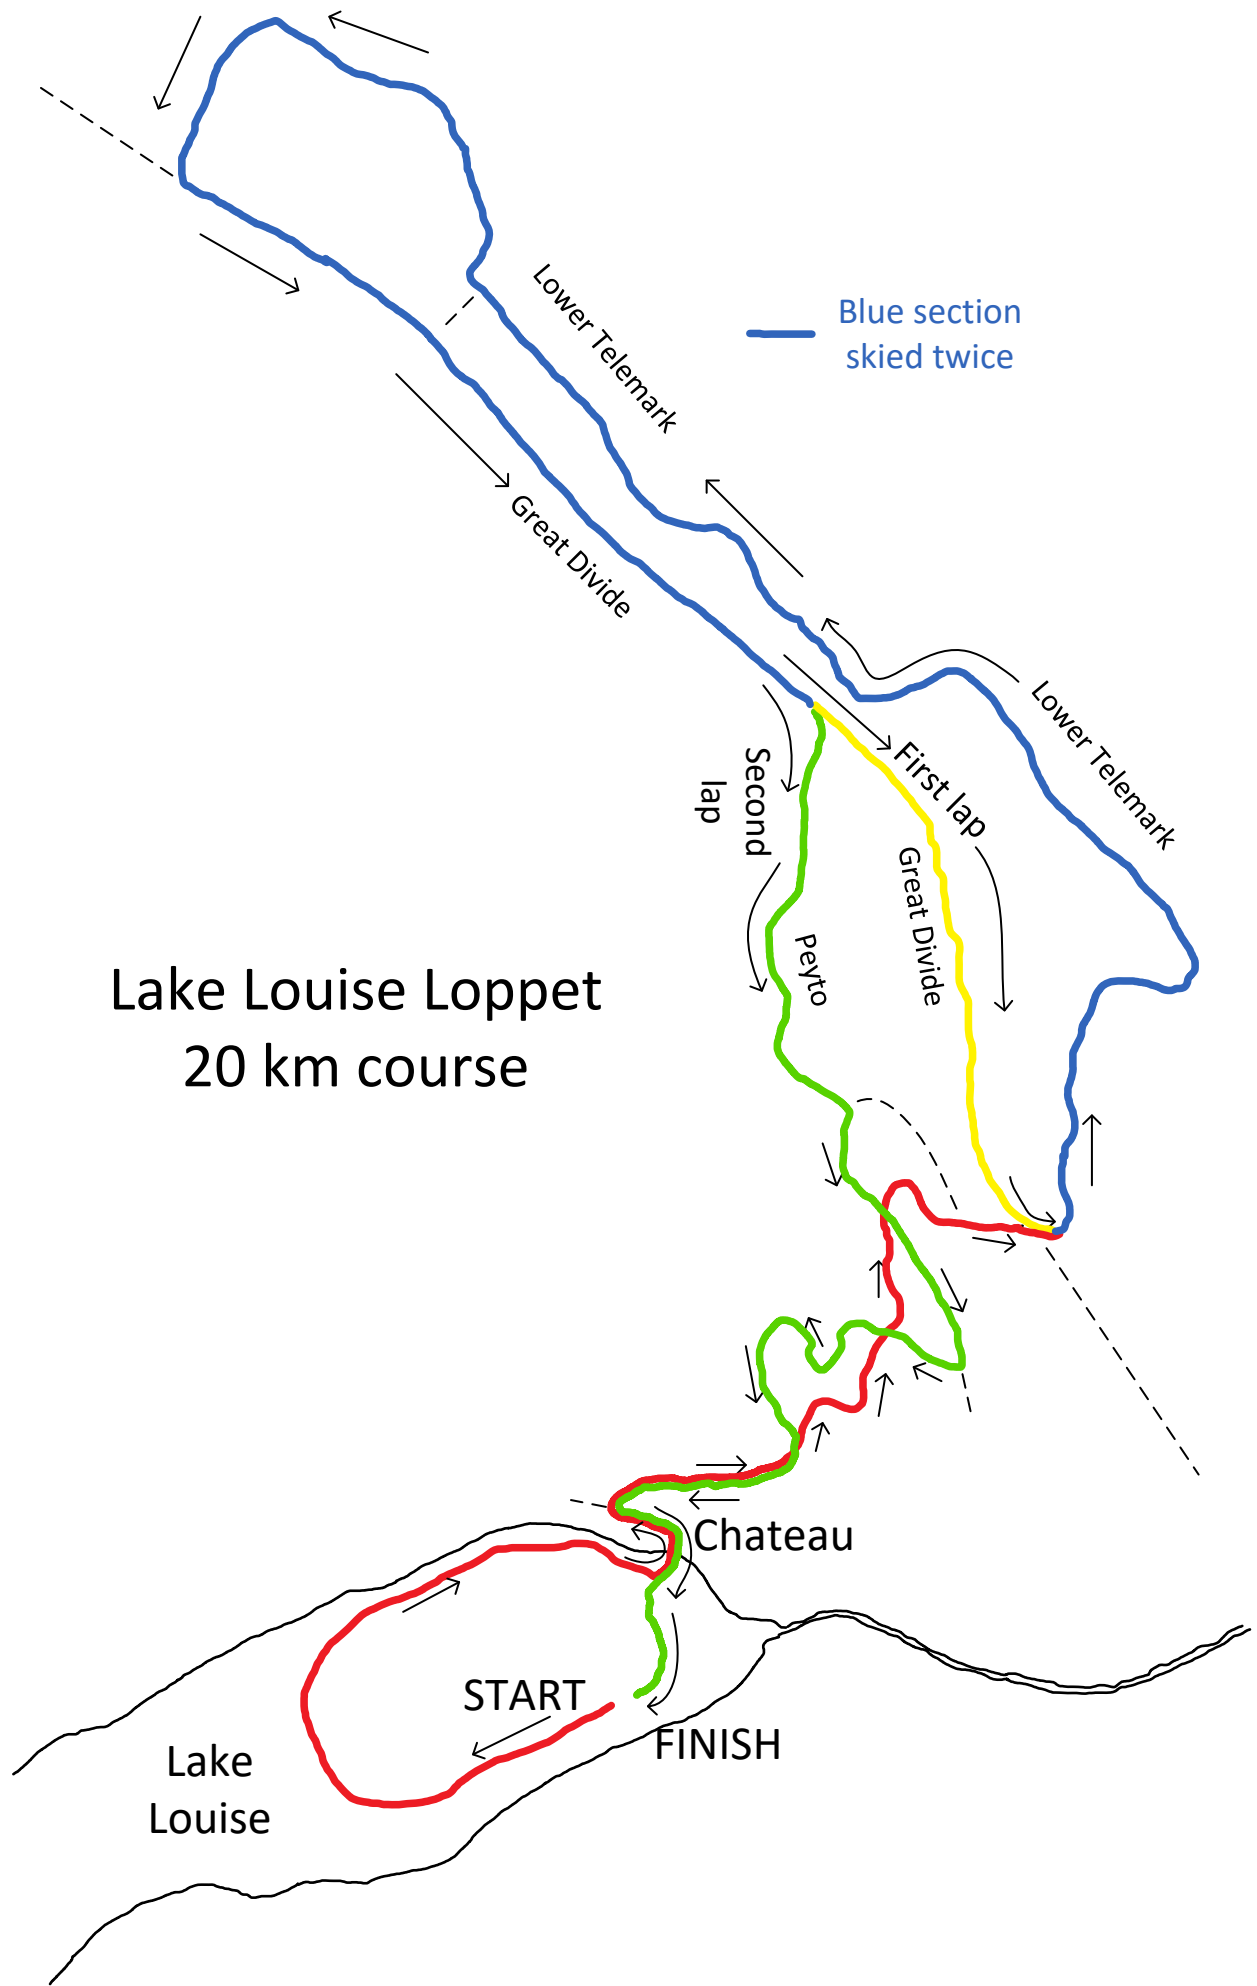 Lower Telemark
Blue section
skied twice
Great Divide
Lower Telemark
First lap
Second
lap
Great Divide
Peyto
Lake Louise Loppet
20 km course
Chateau
START
FINISH
Lake
Louise